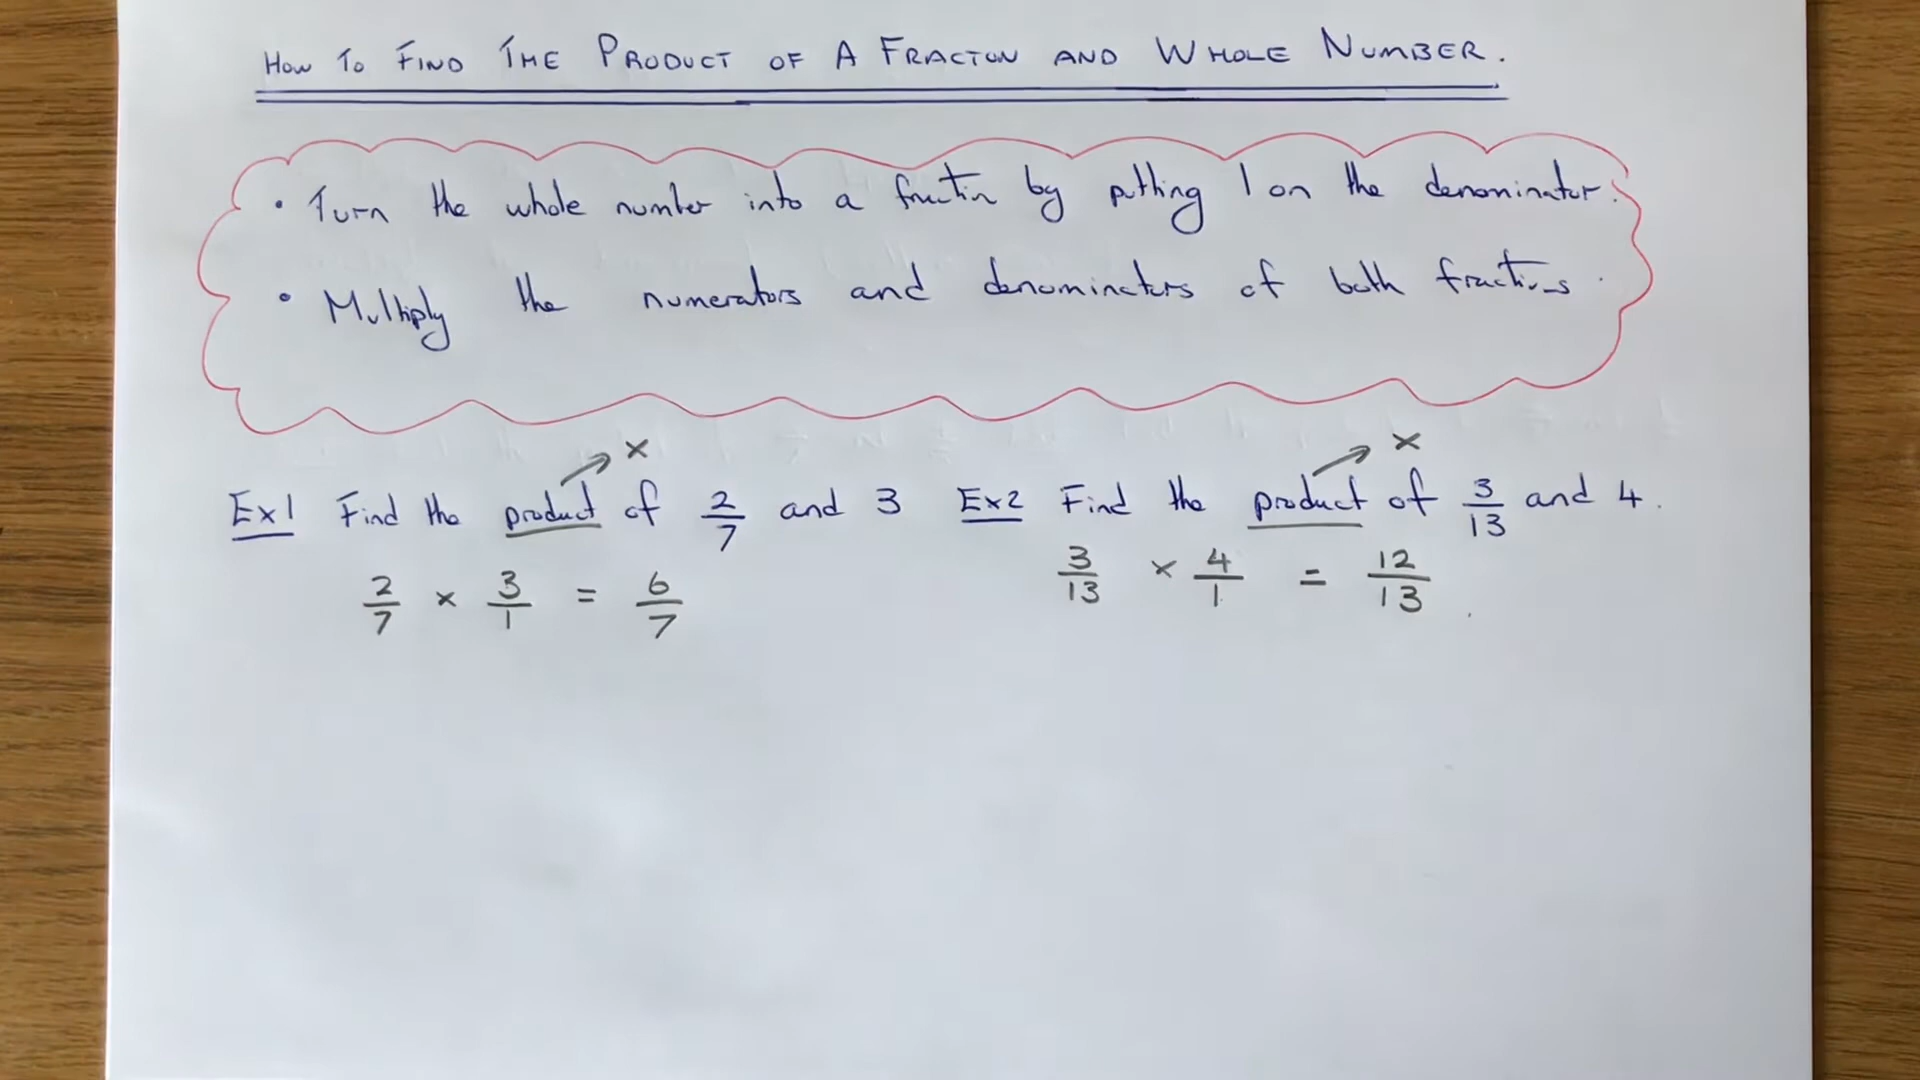 HOW TO FIND THE PRODUCT OF A FRACTON AND WHOLE NUMBER.
• Turn the whole number into a fraction by putting 1 on the denominator.
• Multiply the numerators and denominators of both fractions.
x
Ex1 Find the product of 2/7 and 3
2/7 × 3/1 = 6/7
x
Ex2 Find the product of 3/13 and 4.
3/13 × 4/1 = 12/13